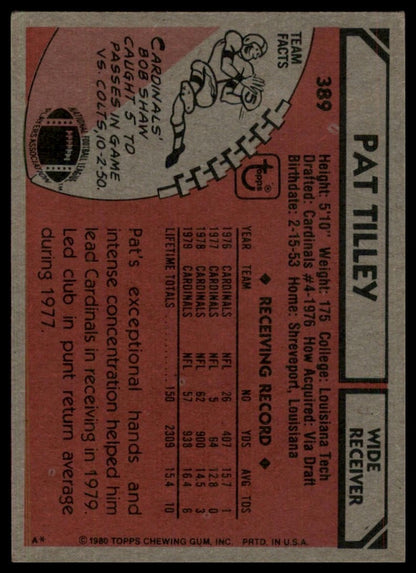 389
PAT TILLEY
WIDE
RECEIVER
Height: 5'10" Weight: 175 College: Louisiana Tech
Drafted: Cardinals #4-1976 How Acquired: Via Draft
Birthdate: 2-15-53 Home: Shreveport, Louisiana
Topps®
TEAM
FACTS
CARDINALS'
BOB SHAW
CAUGHT 5 TD
PASSES IN GAME
VS. COLTS, 10-2-50.
NATIONAL FOOTBALL LEAGUE
PLAYERS ASSOCIATION
◆ RECEIVING RECORD ◆
YEAR TEAM NO YDS AVG TDS
1976 CARDINALS NFL 26 407 15.7 1
1977 CARDINALS NFL 5 64 12.8 0
1978 CARDINALS NFL 62 900 14.5 3
1979 CARDINALS NFL 57 938 16.4 6
LIFETIME TOTALS 150 2309 15.4 10
Pat's exceptional hands and
intense concentration helped him
lead Cardinals in receiving in 1979.
Led club in punt return average
during 1977.
A* © 1980 TOPPS CHEWING GUM, INC. PRTD. IN U.S.A.